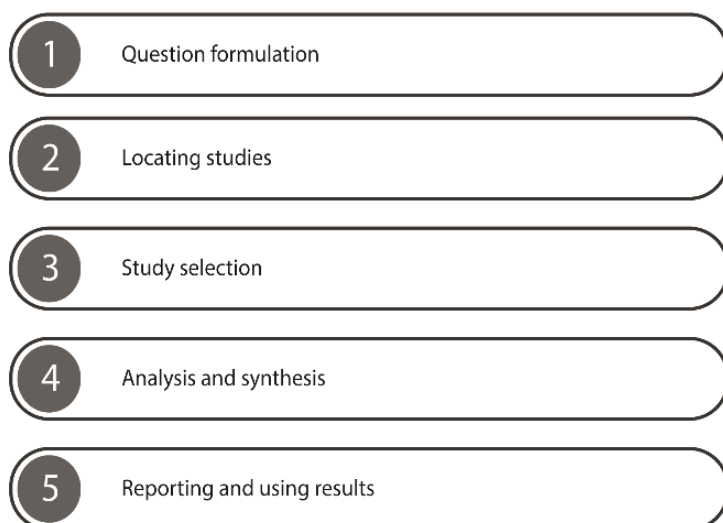 1 Question formulation
2 Locating studies
3 Study selection
4 Analysis and synthesis
5 Reporting and using results